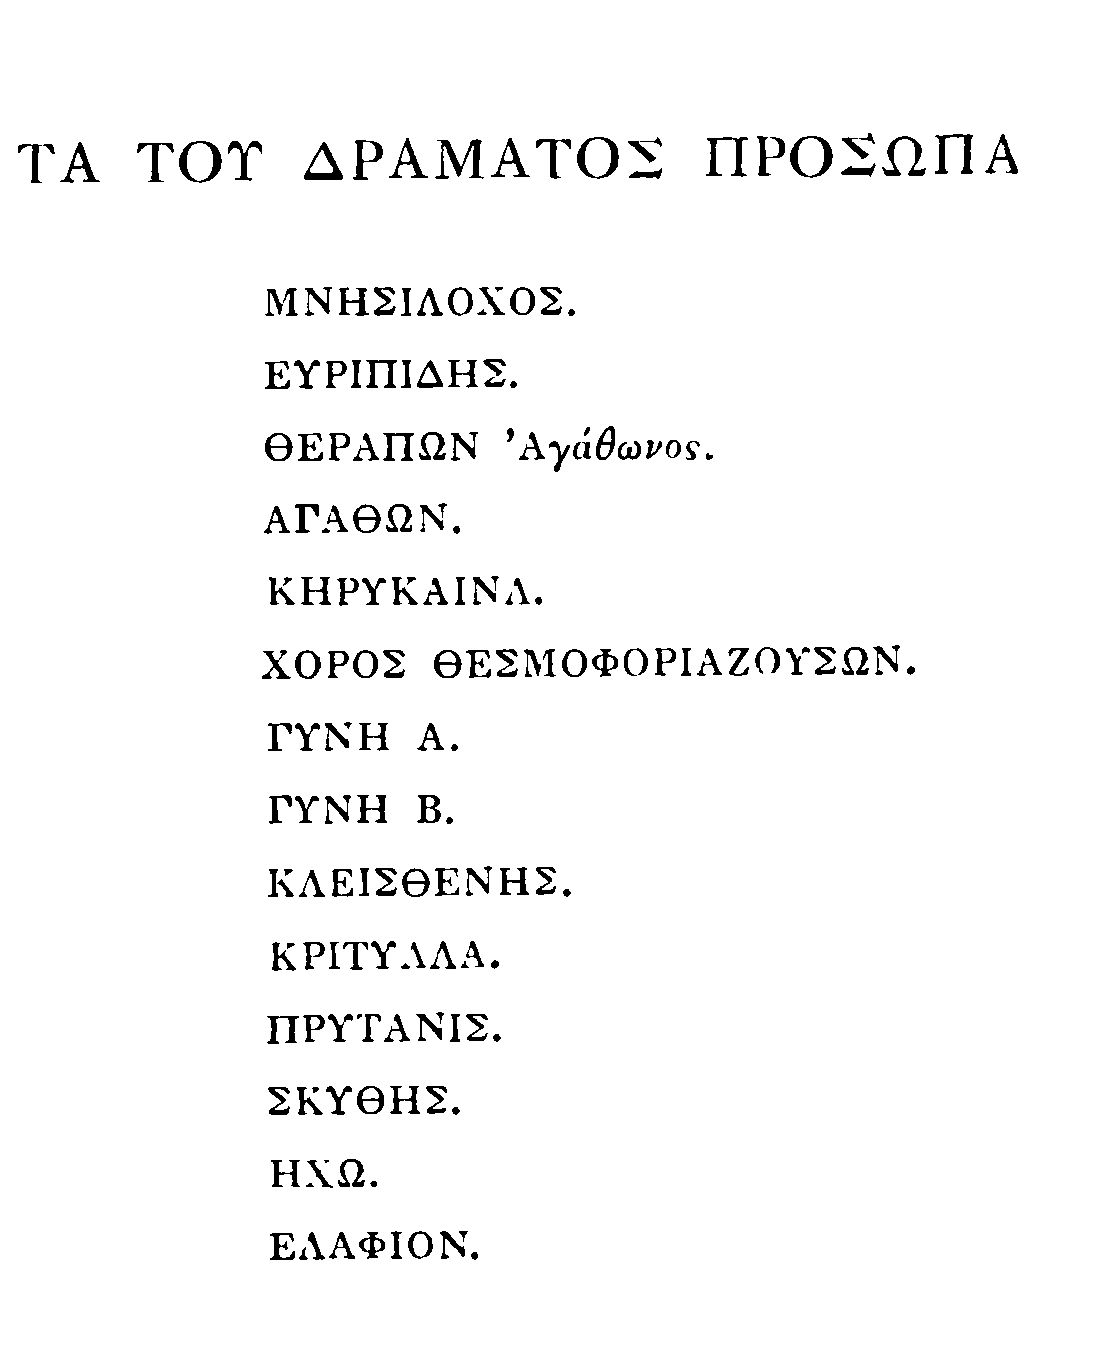 ΤΑ ΤΟΥ ΔΡΑΜΑΤΟΣ ΠΡΟΣΩΠΑ
ΜΝΗΣΙΛΟΧΟΣ.
ΕΥΡΙΠΙΔΗΣ.
ΘΕΡΑΠΩΝ Ἀγάθωνος.
ΑΓΑΘΩΝ.
ΚΗΡΥΚΑΙΝΑ.
ΧΟΡΟΣ ΘΕΣΜΟΦΟΡΙΑΖΟΥΣΩΝ.
ΓΥΝΗ Α.
ΓΥΝΗ Β.
ΚΛΕΙΣΘΕΝΗΣ.
ΚΡΙΤΥΛΛΑ.
ΠΡΥΤΑΝΙΣ.
ΣΚΥΘΗΣ.
ΗΧΩ.
ΕΛΑΦΙΟΝ.